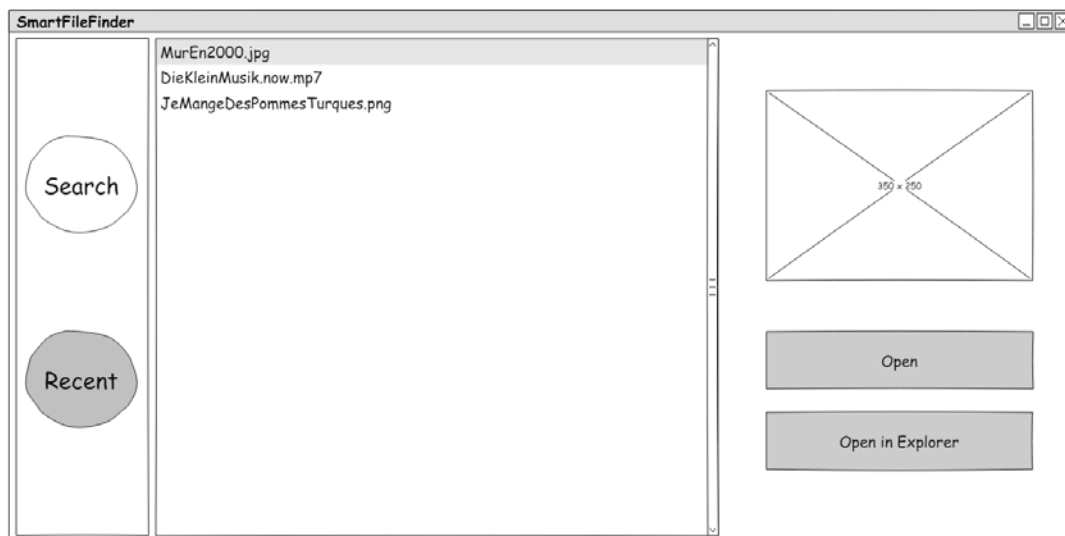 SmartFileFinder
MurEn2000.jpg
DieKleinMusik.now.mp7
JeMangeDesPommesTurques.png
Search
Recent
350 x 250
Open
Open in Explorer